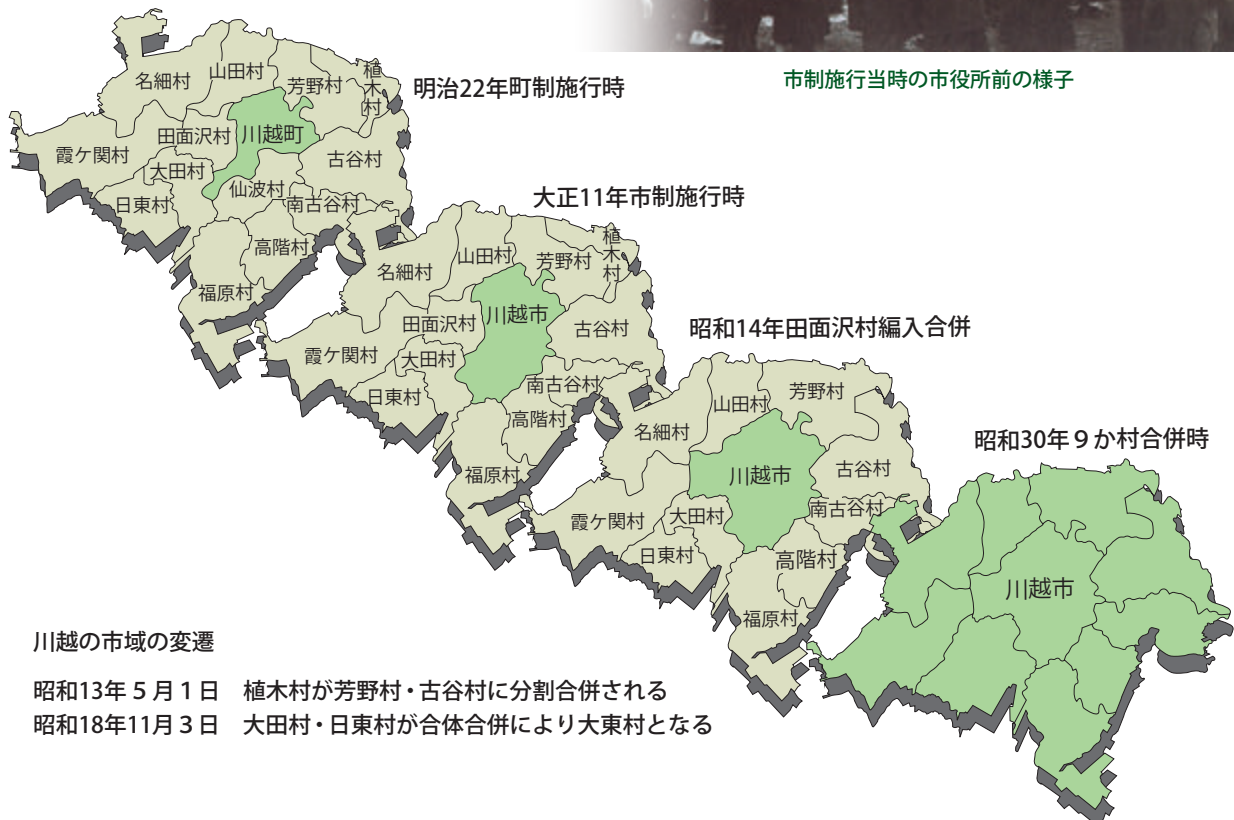 市制施行当時の市役所前の様子
明治22年町制施行時
名細村
山田村
芳野村
植木村
霞ケ関村
田面沢村
川越町
古谷村
大田村
日東村
仙波村
南古谷村
高階村
福原村
大正11年市制施行時
名細村
山田村
芳野村
植木村
霞ケ関村
田面沢村
川越市
古谷村
大田村
日東村
南古谷村
高階村
福原村
昭和14年田面沢村編入合併
名細村
山田村
芳野村
川越市
古谷村
霞ケ関村
大田村
南古谷村
日東村
高階村
福原村
昭和30年９か村合併時
川越市
川越の市域の変遷
昭和13年５月１日　植木村が芳野村・古谷村に分割合併される
昭和18年11月３日　大田村・日東村が合体合併により大東村となる